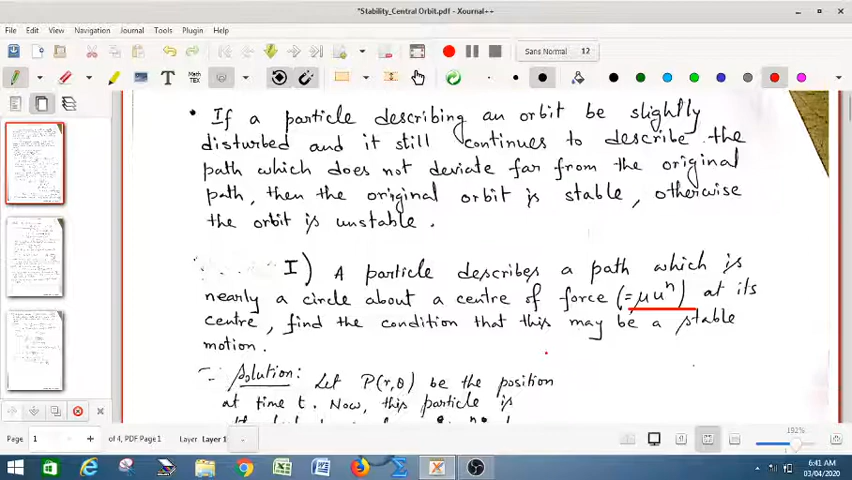 *Stability_Central Orbit.pdf - Xournal++
File Edit View Navigation Journal Tools Plugin Help
Sans Normal 12
T Math TEX
• If a particle describing an orbit be slightly
disturbed and it still continues to describe the
path which does not deviate far from the original
path, then the original orbit is stable, otherwise
the orbit is unstable.
I) A particle describes a path which is
nearly a circle about a centre of force (=μuⁿ) at its
centre, find the condition that this may be a stable
motion.
Solution: Let P(r,θ) be the position
at time t. Now, this particle is
192%
Page 1 of 4, PDF Page1 Layer Layer 1
6:41 AM
03/04/2020